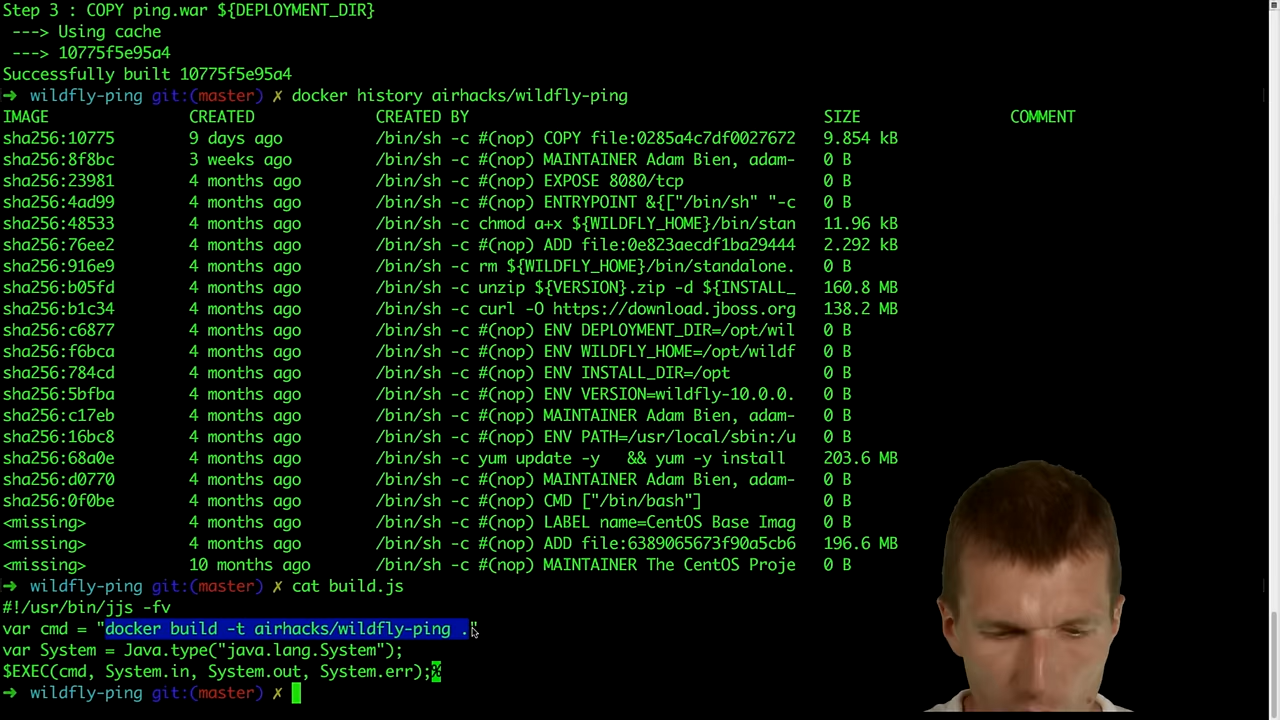 Step 3 : COPY ping.war ${DEPLOYMENT_DIR}
---> Using cache
---> 10775f5e95a4
Successfully built 10775f5e95a4
➜ wildfly-ping git:(master) ✗ docker history airhacks/wildfly-ping
IMAGE CREATED CREATED BY SIZE COMMENT
sha256:10775 9 days ago /bin/sh -c #(nop) COPY file:0285a4c7df0027672 9.854 kB
sha256:8f8bc 3 weeks ago /bin/sh -c #(nop) MAINTAINER Adam Bien, adam- 0 B
sha256:23981 4 months ago /bin/sh -c #(nop) EXPOSE 8080/tcp 0 B
sha256:4ad99 4 months ago /bin/sh -c #(nop) ENTRYPOINT &{["/bin/sh" "-c 0 B
sha256:48533 4 months ago /bin/sh -c chmod a+x ${WILDFLY_HOME}/bin/stan 11.96 kB
sha256:76ee2 4 months ago /bin/sh -c #(nop) ADD file:0e823aecdf1ba29444 2.292 kB
sha256:916e9 4 months ago /bin/sh -c rm ${WILDFLY_HOME}/bin/standalone. 0 B
sha256:b05fd 4 months ago /bin/sh -c unzip ${VERSION}.zip -d ${INSTALL_ 160.8 MB
sha256:b1c34 4 months ago /bin/sh -c curl -O https://download.jboss.org 138.2 MB
sha256:c6877 4 months ago /bin/sh -c #(nop) ENV DEPLOYMENT_DIR=/opt/wil 0 B
sha256:f6bca 4 months ago /bin/sh -c #(nop) ENV WILDFLY_HOME=/opt/wildf 0 B
sha256:784cd 4 months ago /bin/sh -c #(nop) ENV INSTALL_DIR=/opt 0 B
sha256:5bfba 4 months ago /bin/sh -c #(nop) ENV VERSION=wildfly-10.0.0. 0 B
sha256:c17eb 4 months ago /bin/sh -c #(nop) MAINTAINER Adam Bien, adam- 0 B
sha256:16bc8 4 months ago /bin/sh -c #(nop) ENV PATH=/usr/local/sbin:/u 0 B
sha256:68a0e 4 months ago /bin/sh -c yum update -y && yum -y install 203.6 MB
sha256:d0770 4 months ago /bin/sh -c #(nop) MAINTAINER Adam Bien, adam- 0 B
sha256:0f0be 4 months ago /bin/sh -c #(nop) CMD ["/bin/bash"] 0 B
<missing> 4 months ago /bin/sh -c #(nop) LABEL name=CentOS Base Imag 0 B
<missing> 4 months ago /bin/sh -c #(nop) ADD file:6389065673f90a5cb6 196.6 MB
<missing> 10 months ago /bin/sh -c #(nop) MAINTAINER The CentOS Proje 0 B
➜ wildfly-ping git:(master) ✗ cat build.js
#!/usr/bin/jjs -fv
var cmd = "docker build -t airhacks/wildfly-ping ."
var System = Java.type("java.lang.System");
$EXEC(cmd, System.in, System.out, System.err);%
➜ wildfly-ping git:(master) ✗